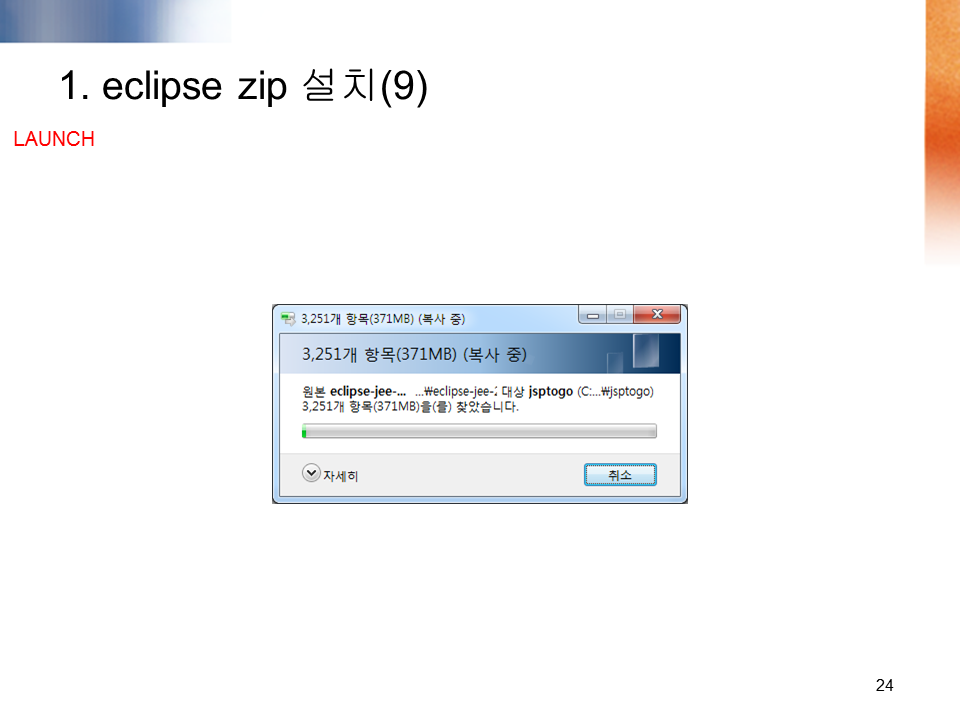 1. eclipse zip 설치(9)
LAUNCH
3,251개 항목(371MB) (복사 중)
3,251개 항목(371MB) (복사 중)
원본 eclipse-jee-... ...₩eclipse-jee-2 대상 jsptogo (C:...₩jsptogo)
3,251개 항목(371MB)을(를) 찾았습니다.
자세히
취소
24